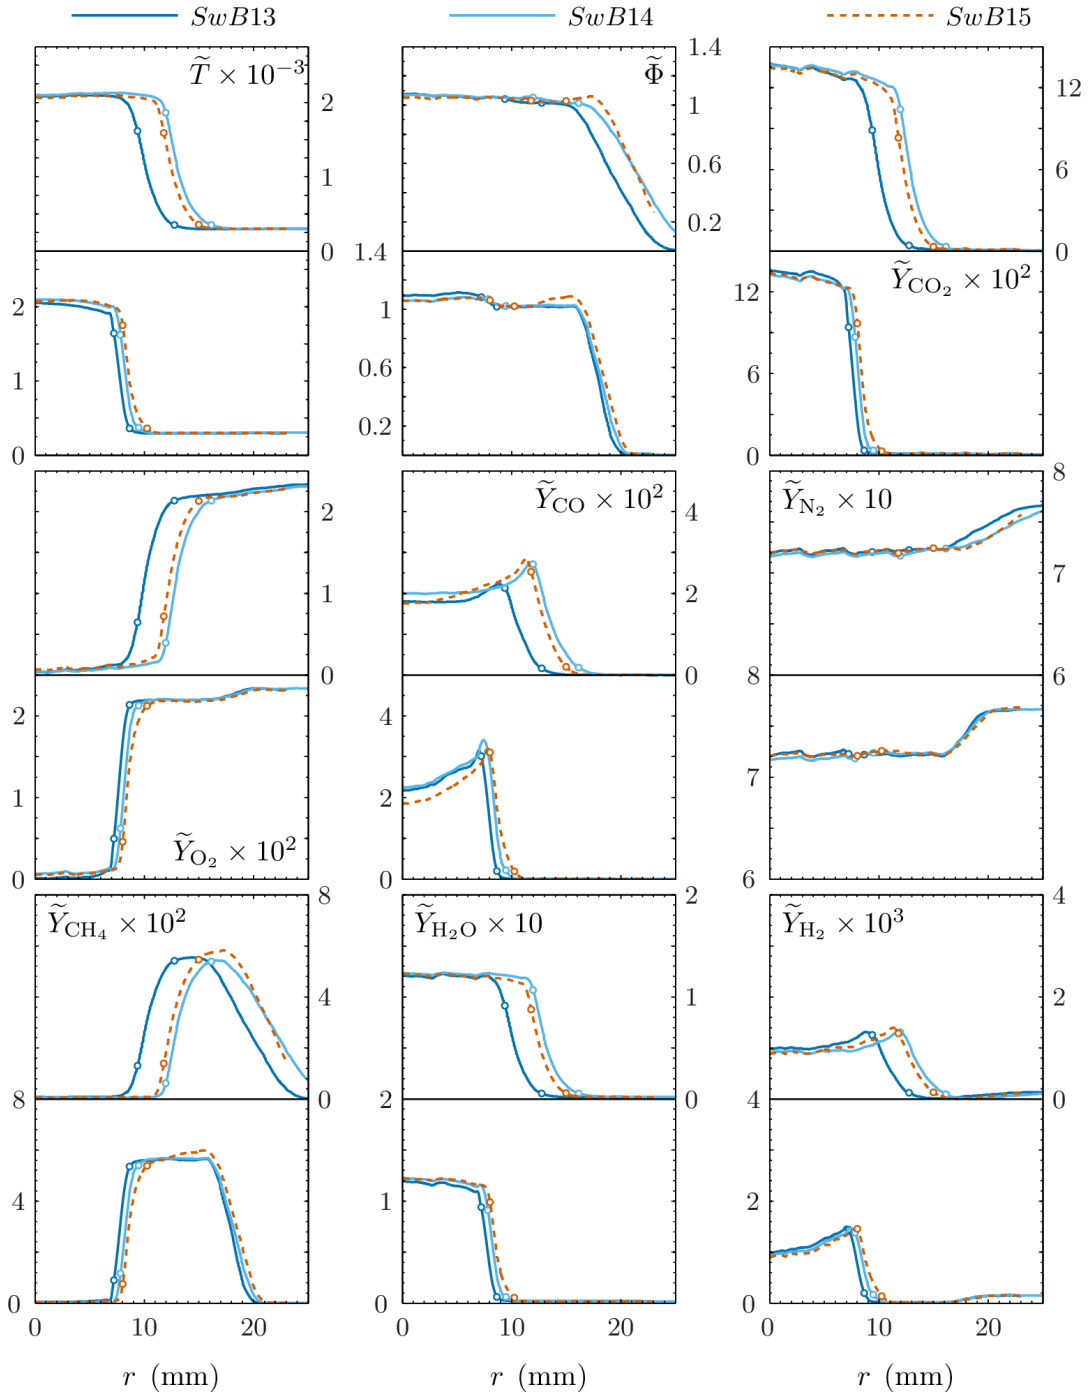 SwB13 SwB14 SwB15
T̃ × 10⁻³ 2 1 0
Φ̃ 1.4 1 0.6 0.2
12 6 0
2 1 0
1.4 1 0.6 0.2
Ỹ_CO₂ × 10² 12 6 0
2 1 0
Ỹ_CO × 10² 4 2 0
Ỹ_N₂ × 10 8 7 6
2 1 0 Ỹ_O₂ × 10²
4 2 0
8 7 6
Ỹ_CH₄ × 10² 8 4 0
Ỹ_H₂O × 10 2 1 0
Ỹ_H₂ × 10³ 4 2 0
8 4 0
2 1 0
4 2 0
0 10 20 0 10 20 0 10 20
r (mm) r (mm) r (mm)